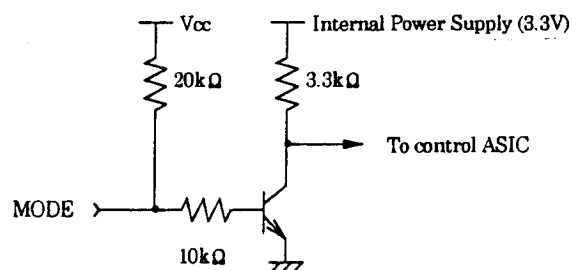 Vcc
Internal Power Supply (3.3V)
20kΩ
3.3kΩ
To control ASIC
MODE
10kΩ